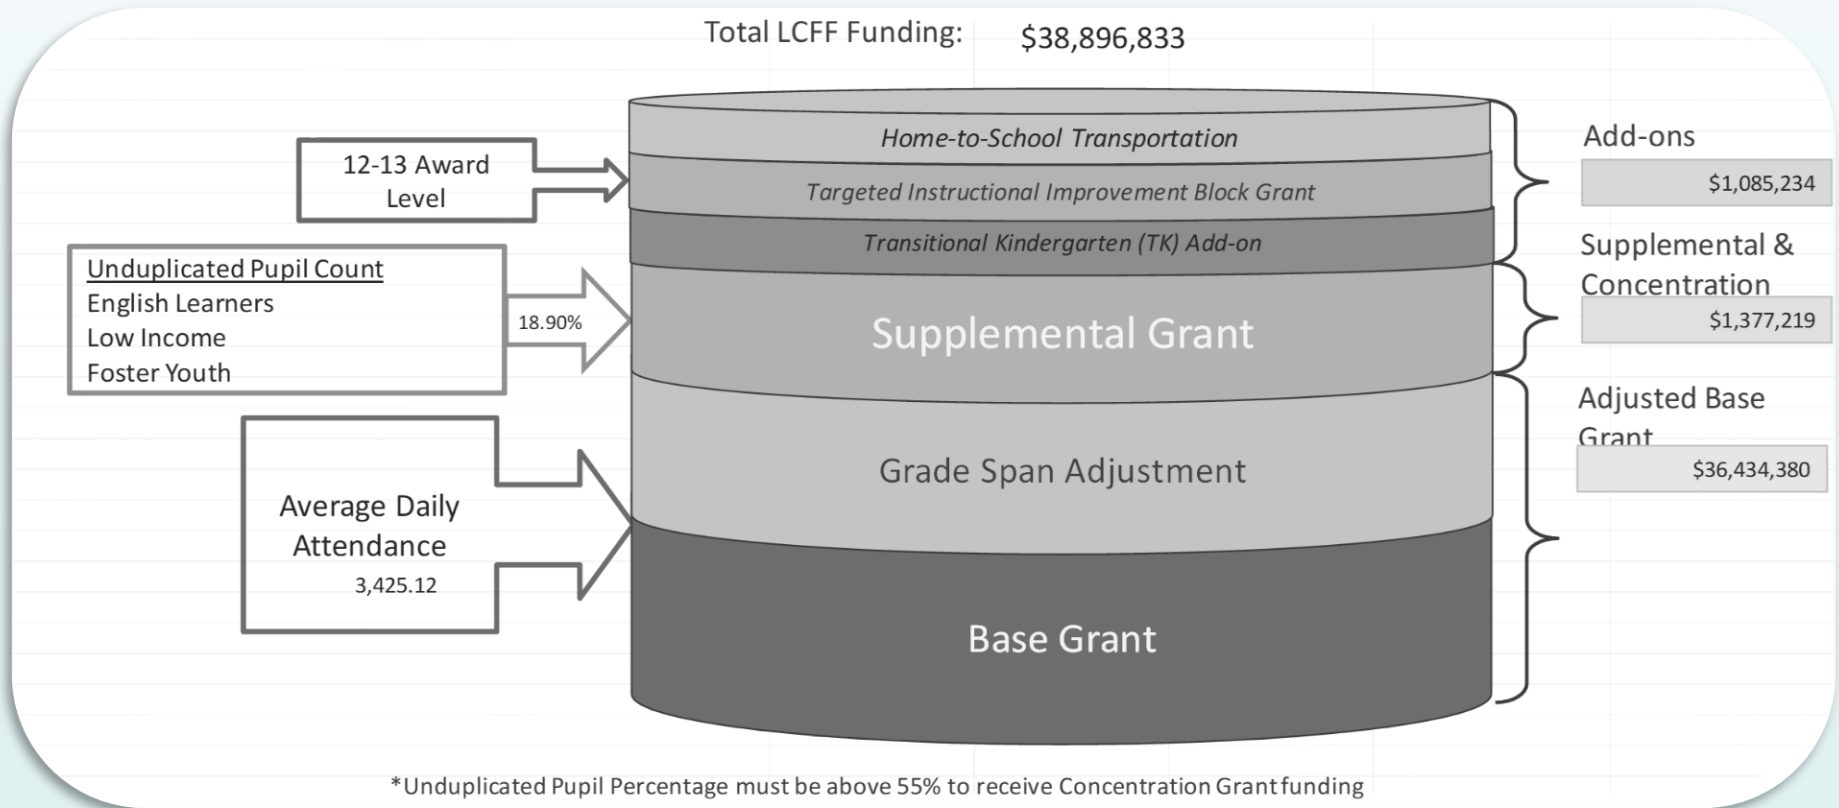 Total LCFF Funding: $38,896,833
Home-to-School Transportation
Targeted Instructional Improvement Block Grant
Transitional Kindergarten (TK) Add-on
Supplemental Grant
Grade Span Adjustment
Base Grant
12-13 Award
Level
Unduplicated Pupil Count
English Learners
Low Income
Foster Youth
18.90%
Average Daily
Attendance
3,425.12
Add-ons
$1,085,234
Supplemental &
Concentration
$1,377,219
Adjusted Base
Grant
$36,434,380
*Unduplicated Pupil Percentage must be above 55% to receive Concentration Grant funding